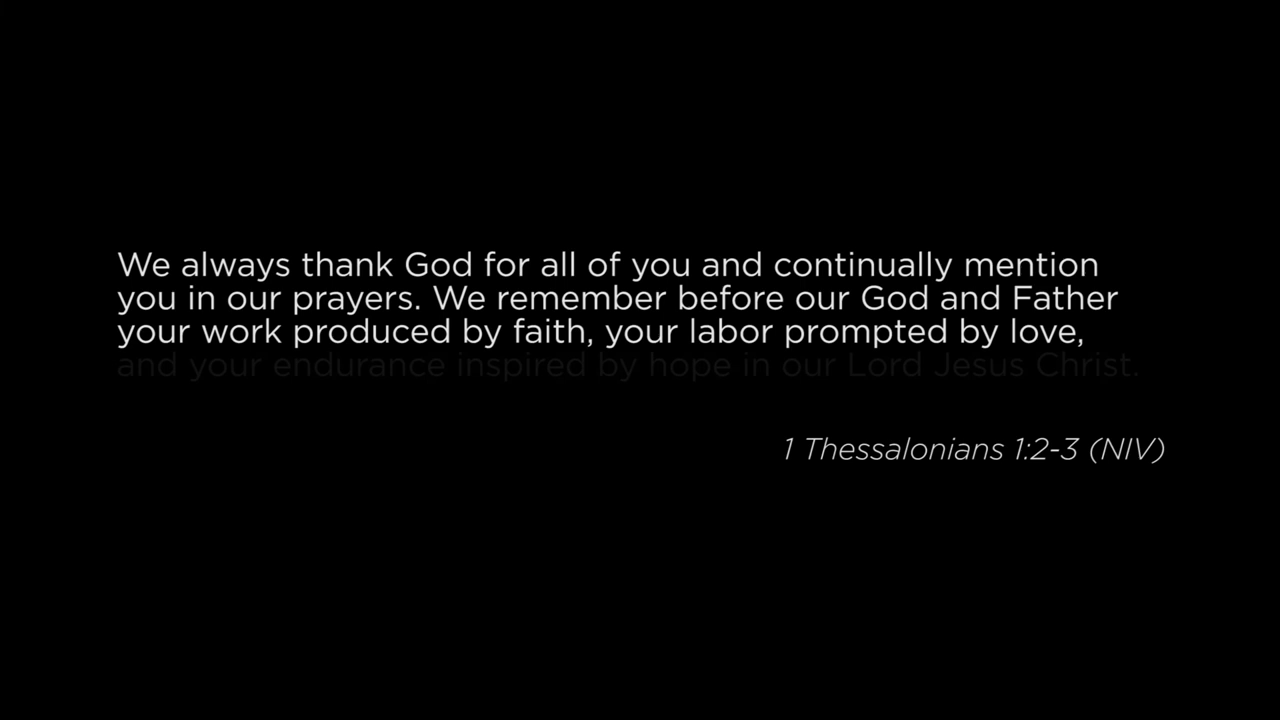 We always thank God for all of you and continually mention
you in our prayers. We remember before our God and Father
your work produced by faith, your labor prompted by love,
and your endurance inspired by hope in our Lord Jesus Christ.
1 Thessalonians 1:2-3 (NIV)